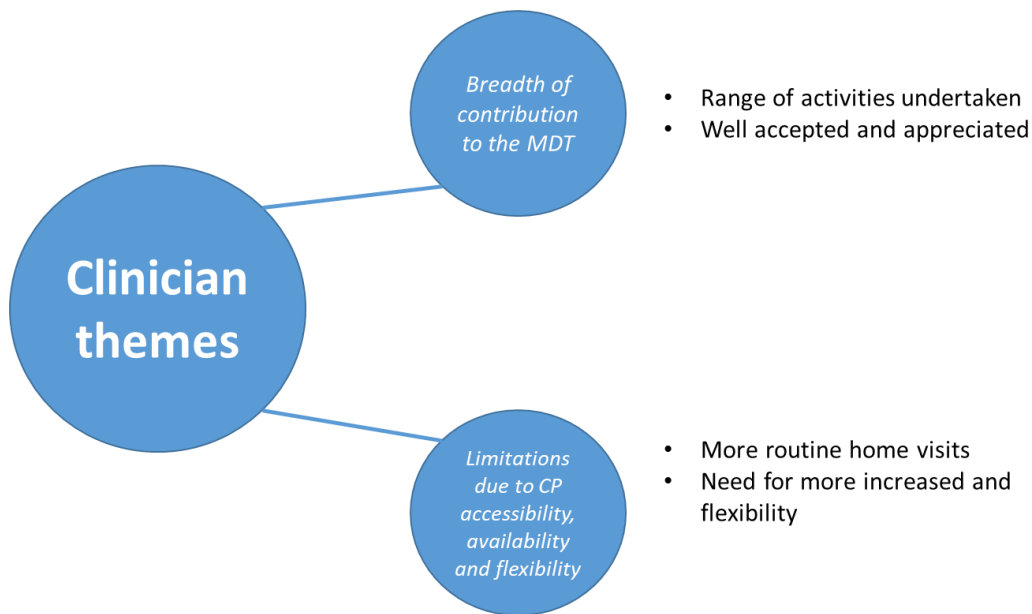 Breadth of
contribution
to the MDT
• Range of activities undertaken
• Well accepted and appreciated
Clinician
themes
Limitations
due to CP
accessibility,
availability
and flexibility
• More routine home visits
• Need for more increased and
flexibility